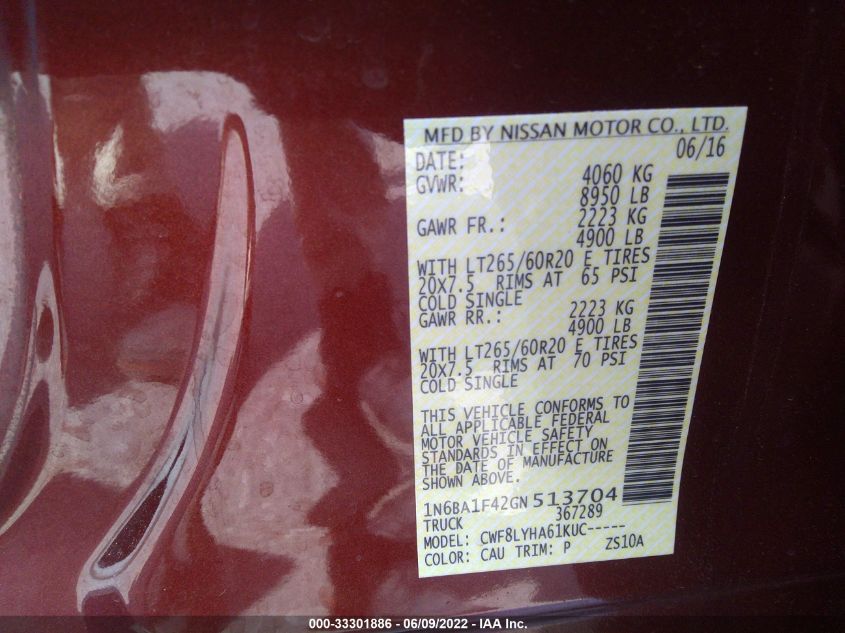 MFD BY NISSAN MOTOR CO., LTD.
DATE: 06/16
GVWR: 4060 KG
8950 LB
GAWR FR.: 2223 KG
4900 LB
WITH LT265/60R20 E TIRES
20x7.5 RIMS AT 65 PSI
COLD SINGLE
GAWR RR.: 2223 KG
4900 LB
WITH LT265/60R20 E TIRES
20x7.5 RIMS AT 70 PSI
COLD SINGLE
THIS VEHICLE CONFORMS TO
ALL APPLICABLE FEDERAL
MOTOR VEHICLE SAFETY
STANDARDS IN EFFECT ON
THE DATE OF MANUFACTURE
SHOWN ABOVE.
1N6BA1F42GN513704
TRUCK 367289
MODEL: CWF8LYHA61KUC-----
COLOR: CAU TRIM: P ZS10A
000-33301886 - 06/09/2022 - IAA Inc.